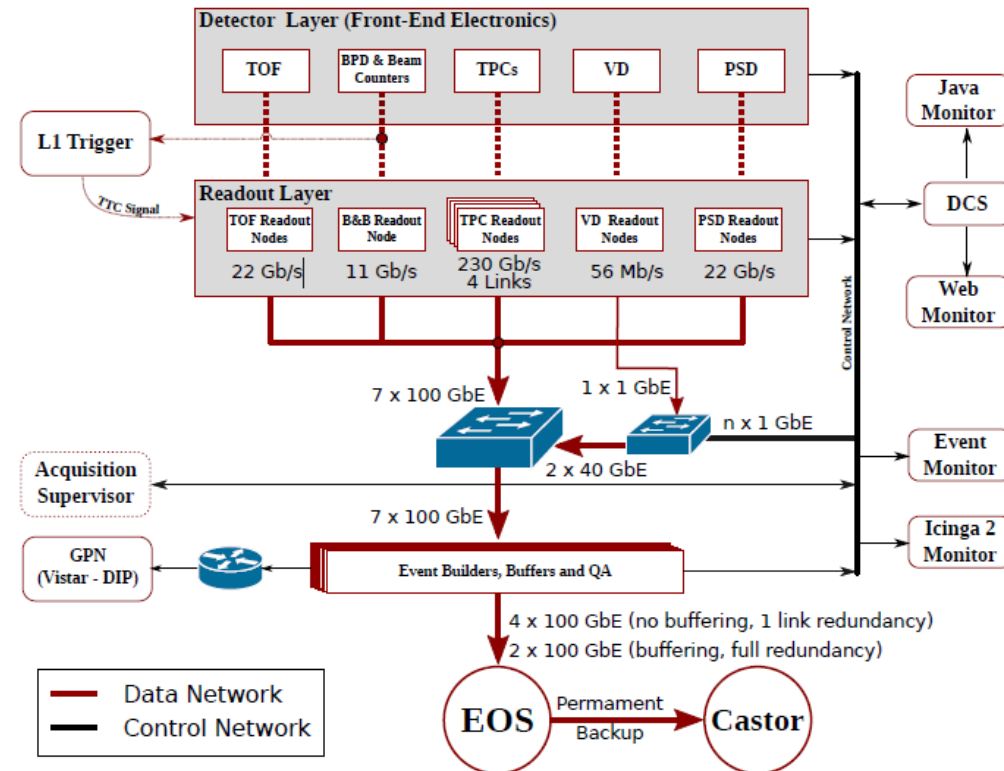 Detector Layer (Front-End Electronics)
TOF
BPD & Beam
Counters
TPCs
VD
PSD
Java
Monitor
L1 Trigger
TTC Signal
Readout Layer
TOF Readout
Nodes
B&B Readout
Node
TPC Readout
Nodes
VD Readout
Nodes
PSD Readout
Nodes
22 Gb/s
11 Gb/s
230 Gb/s
4 Links
56 Mb/s
22 Gb/s
DCS
Web
Monitor
Control Network
7 x 100 GbE
1 x 1 GbE
n x 1 GbE
2 x 40 GbE
Event
Monitor
Acquisition
Supervisor
7 x 100 GbE
Icinga 2
Monitor
GPN
(Vistar - DIP)
Event Builders, Buffers and QA
4 x 100 GbE (no buffering, 1 link redundancy)
2 x 100 GbE (buffering, full redundancy)
Data Network
Control Network
EOS
Permament
Backup
Castor